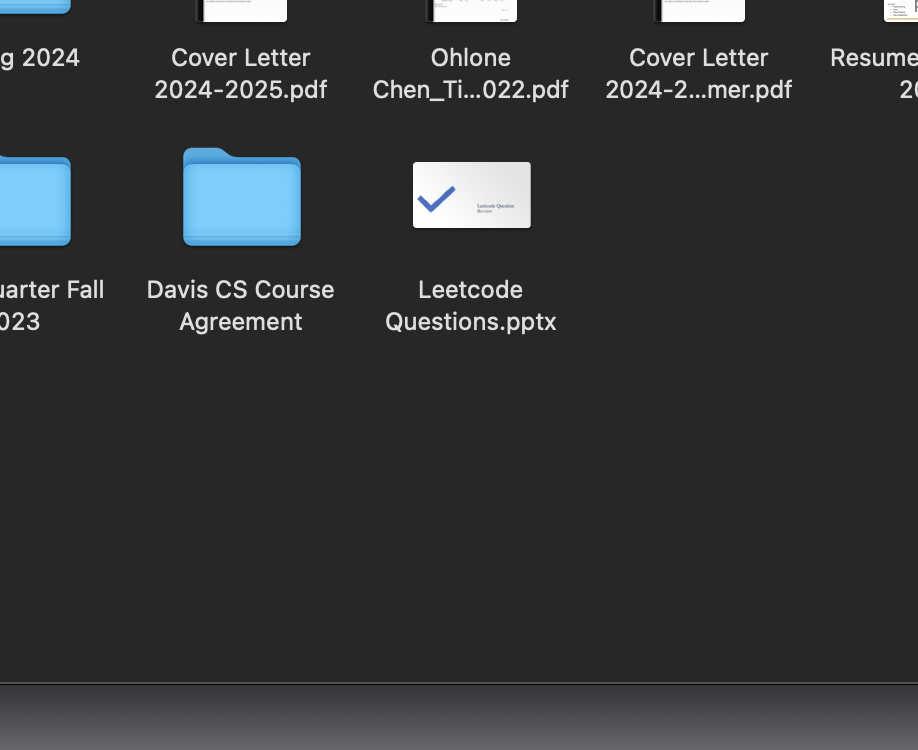 g 2024
Cover Letter
2024-2025.pdf
Ohlone
Chen_Ti...022.pdf
Cover Letter
2024-2...mer.pdf
Resume
20
Leetcode Question
Review
uarter Fall
023
Davis CS Course
Agreement
Leetcode
Questions.pptx